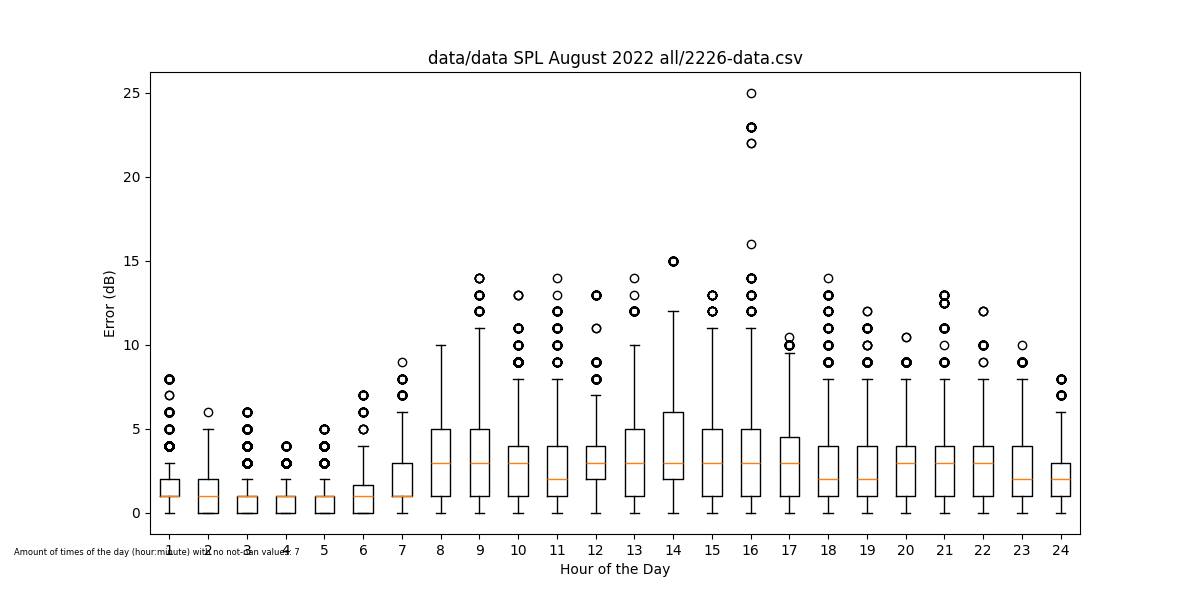 data/data SPL August 2022 all/2226-data.csv
Error (dB)
25
20
15
10
5
0
1 2 3 4 5 6 7 8 9 10 11 12 13 14 15 16 17 18 19 20 21 22 23 24
Amount of times of the day (hour:minute) with no not-nan values: 7
Hour of the Day